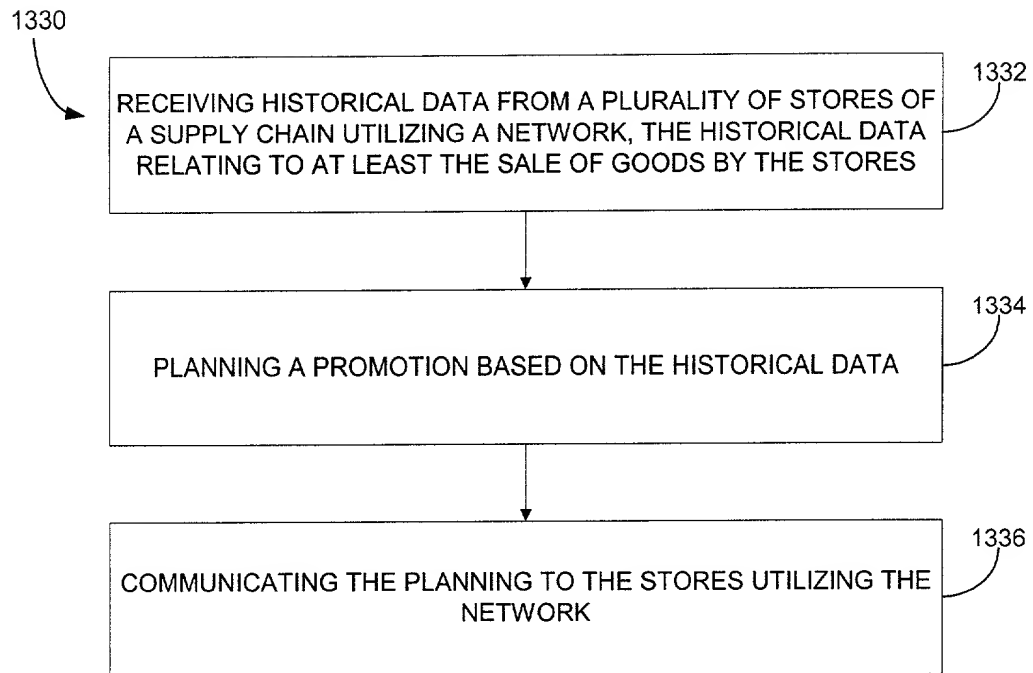 1330
1332
RECEIVING HISTORICAL DATA FROM A PLURALITY OF STORES OF
A SUPPLY CHAIN UTILIZING A NETWORK, THE HISTORICAL DATA
RELATING TO AT LEAST THE SALE OF GOODS BY THE STORES
1334
PLANNING A PROMOTION BASED ON THE HISTORICAL DATA
1336
COMMUNICATING THE PLANNING TO THE STORES UTILIZING THE
NETWORK